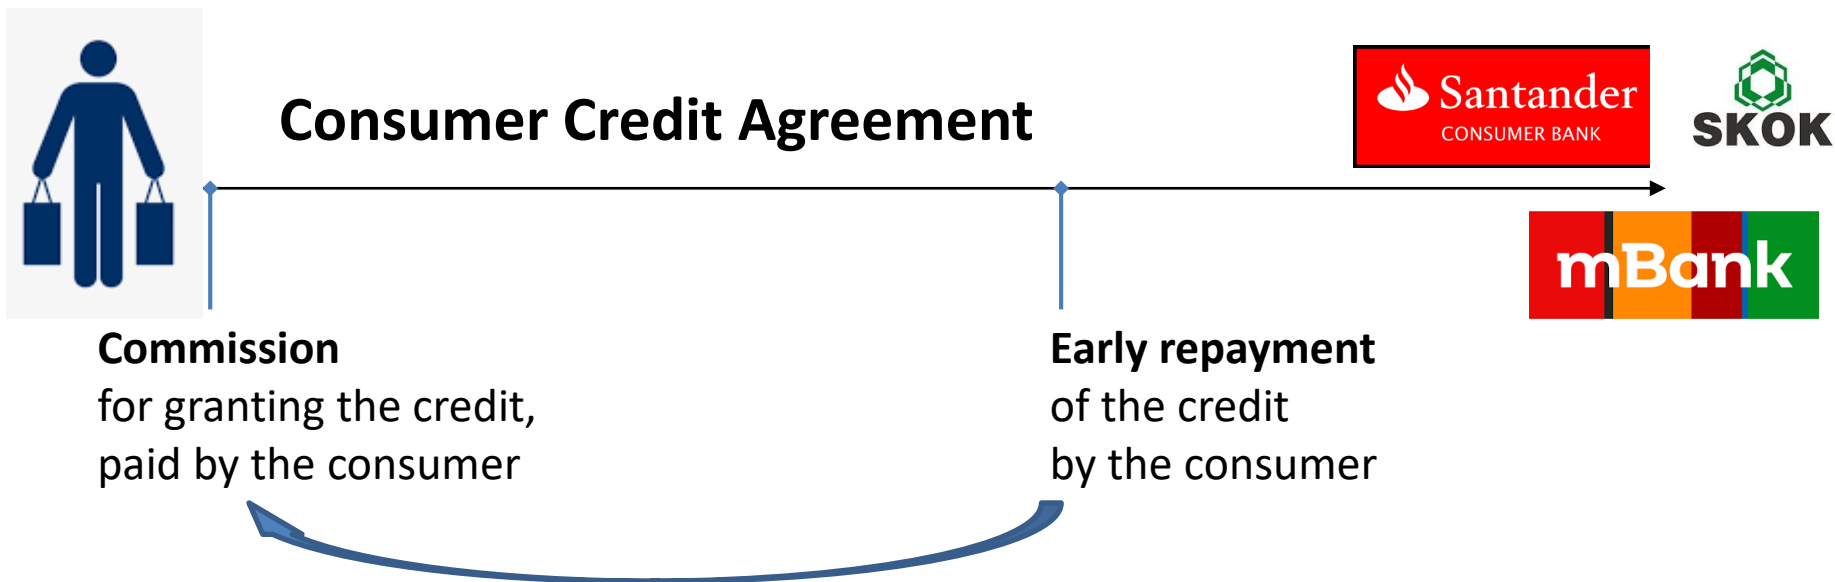 Consumer Credit Agreement
Santander
CONSUMER BANK
SKOK
mBank
Commission
for granting the credit,
paid by the consumer
Early repayment
of the credit
by the consumer